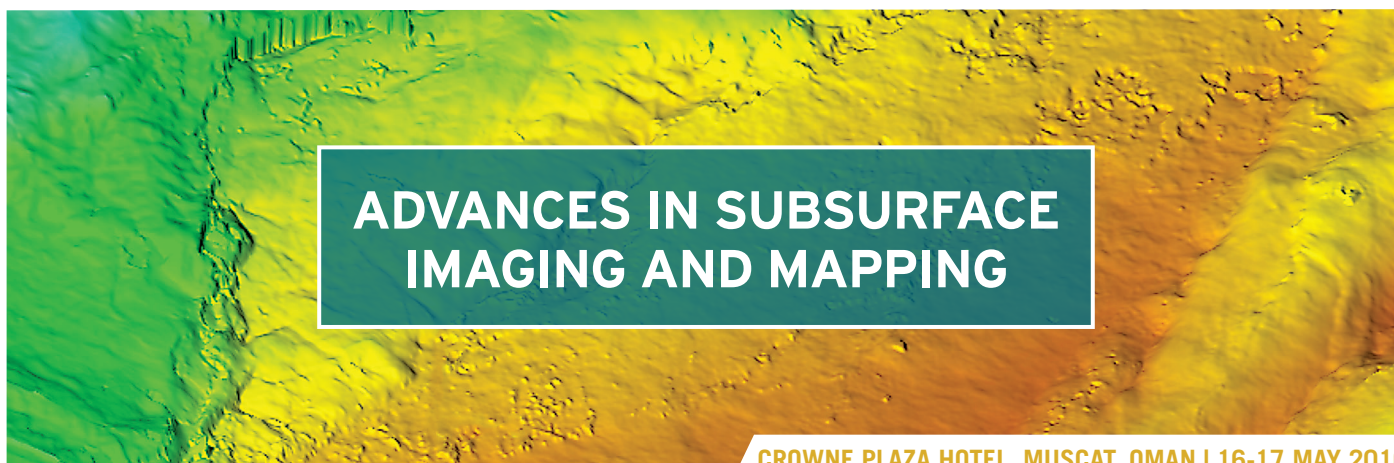 ADVANCES IN SUBSURFACE
IMAGING AND MAPPING
CROWNE PLAZA HOTEL, MUSCAT, OMAN | 16-17 MAY